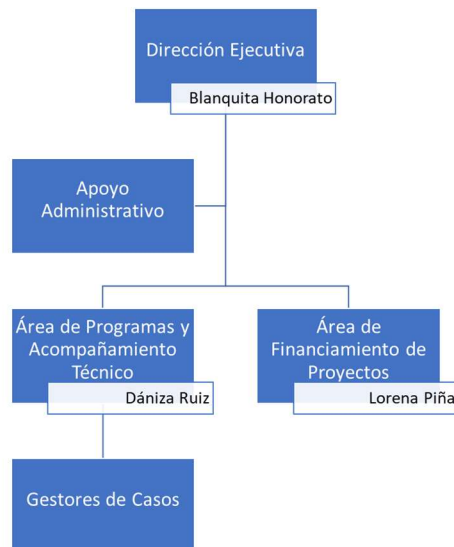 Dirección Ejecutiva
Blanquita Honorato
Apoyo
Administrativo
Área de Programas y
Acompañamiento
Técnico
Dániza Ruiz
Área de
Financiamiento de
Proyectos
Lorena Piña
Gestores de Casos